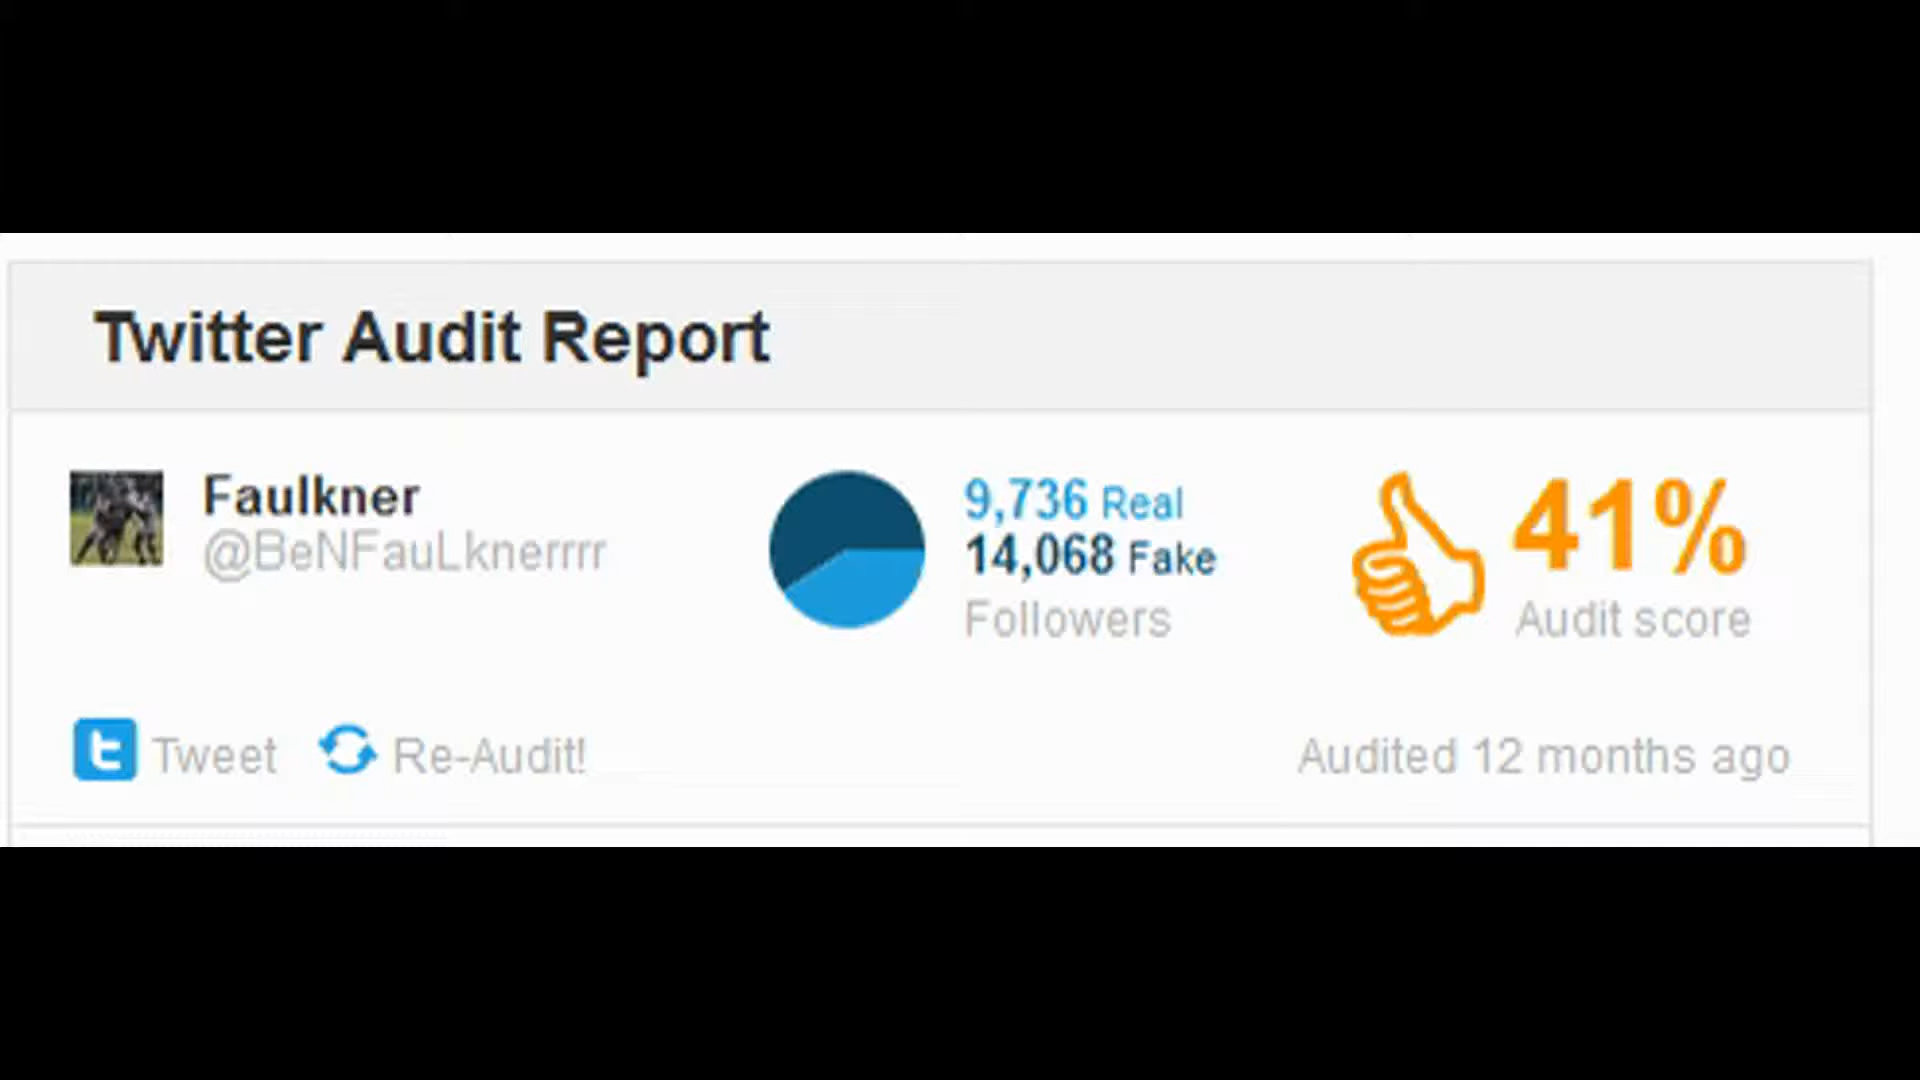 Twitter Audit Report
Faulkner
@BeNFauLknerrrr
9,736 Real
14,068 Fake
Followers
41%
Audit score
Tweet Re-Audit!
Audited 12 months ago